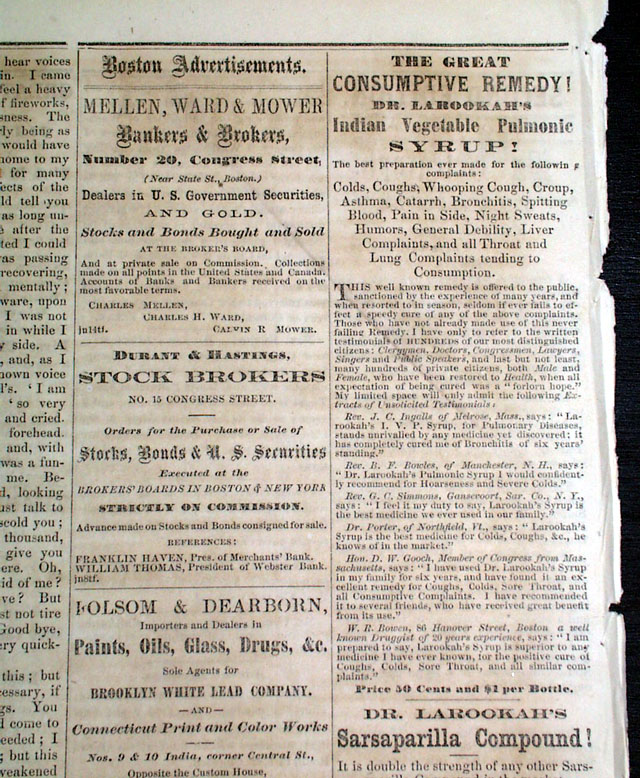 hear voices
in. I came
feel a heavy
f fireworks,
sness. The
rly being as
would have
nome to my
for many
ects of the
ld tell you
as long un-
e after the
ted I could
vas passing
recovering,
mentally;
ware, upon
I was not
in while I
y side. A
, and, as I
nown voice
l's. 'I am
'so very
and cried.
forehead.
and, with
was a fun-
me. Be-
d, looking
ust talk to
scold you;
thousand,
give you
ere. Oh,
id of me?
ve? But
st not tire
Good bye,
ery quick-
this; but
cessary, if
gs. You
d come to
eeded; I
; but this
weakened
Boston Advertisements.
MELLEN, WARD & MOWER
Bankers & Brokers,
Number 29, Congress Street,
(Near State St., Boston.)
Dealers in U. S. Government Securities,
AND GOLD.
Stocks and Bonds Bought and Sold
AT THE BROKER'S BOARD,
And at private sale on Commission. Collections
made on all points in the United States and Canada.
Accounts of Banks and Bankers received on the
most favorable terms.
CHARLES MELLEN,
CHARLES H. WARD,
CALVIN R MOWER.
DURANT & HASTINGS,
STOCK BROKERS
NO. 15 CONGRESS STREET.
Orders for the Purchase or Sale of
Stocks, Bonds & U. S. Securities
Executed at the
BROKERS' BOARDS IN BOSTON & NEW YORK
STRICTLY ON COMMISSION.
Advance made on Stocks and Bonds consigned for sale.
REFERENCES:
FRANKLIN HAVEN, Pres. of Merchants' Bank.
WILLIAM THOMAS, President of Webster Bank.
FOLSOM & DEARBORN,
Importers and Dealers in
Paints, Oils, Glass, Drugs, &c.
Sole Agents for
BROOKLYN WHITE LEAD COMPANY.
—AND—
Connecticut Print and Color Works
Nos. 9 & 10 India, corner Central St.,
Opposite the Custom House,
THE GREAT
CONSUMPTIVE REMEDY!
DR. LAROOKAH'S
Indian Vegetable Pulmonic
SYRUP!
The best preparation ever made for the followin g
complaints:
Colds, Coughs, Whooping Cough, Croup,
Asthma, Catarrh, Bronchitis, Spitting
Blood, Pain in Side, Night Sweats,
Humors, General Debility, Liver
Complaints, and all Throat and
Lung Complaints tending to
Consumption.
THIS well known remedy is offered to the public,
sanctioned by the experience of many years, and
when resorted to in season, seldom if ever fails to ef-
fect a speedy cure of any of the above complaints.
Those who have not already made use of this never
failing Remedy. I have only to refer to the written
testimonials of HUNDREDS of our most distinguished
citizens: Clergymen, Doctors, Congressmen, Lawyers,
Singers and Public Speakers, and last but not least,
many hundreds of private citizens, both Male and
Female, who have been restored to Health, when all
expectation of being cured was a "forlorn hope."
My limited space will only admit the following Ex-
tracts of Unsolicited Testimonials:
Rev. J. C. Ingalls of Melrose, Mass., says: "La-
rookah's I. V. P. Syrup, for Pulmonary Diseases,
stands unrivalled by any medicine yet discovered; it
has completely cured me of Bronchitis of six years'
standing."
Rev. B. F. Bowles, of Manchester, N. H., says:
"Dr. Larookah's Pulmonic Syrup I would confident-
ly recommend for Hoarseness and Severe Colds."
Rev. G. C. Simmons, Gansevoort, Sar. Co., N. Y.,
says: "I feel it my duty to say, Larookah's Syrup is
the best medicine we ever used in our family."
Dr. Porter, of Northfield, Vt., says: "Larookah's
Syrup is the best medicine for Colds, Coughs, &c., he
knows of in the market."
Hon. D. W. Gooch, Member of Congress from Mas-
sachusetts, says: "I have used Dr. Larookah's Syrup
in my family for six years, and have found it an ex-
cellent remedy for Coughs, Colds, Sore Throat, and
all Consumptive Complaints. I have recommended
it to several friends, who have received great benefit
from its use."
W. R. Bowen, 86 Hanover Street, Boston a well
known Druggist of 20 years experience, says: "I am
prepared to say, Larookah's Syrup is superior to any
medicine I have ever known, for the positive cure of
Coughs, Colds, Sore Throat, and all similar com-
plaints."
Price 50 Cents and $1 per Bottle.
DR. LAROOKAH'S
Sarsaparilla Compound!
It is double the strength of any other Sars-